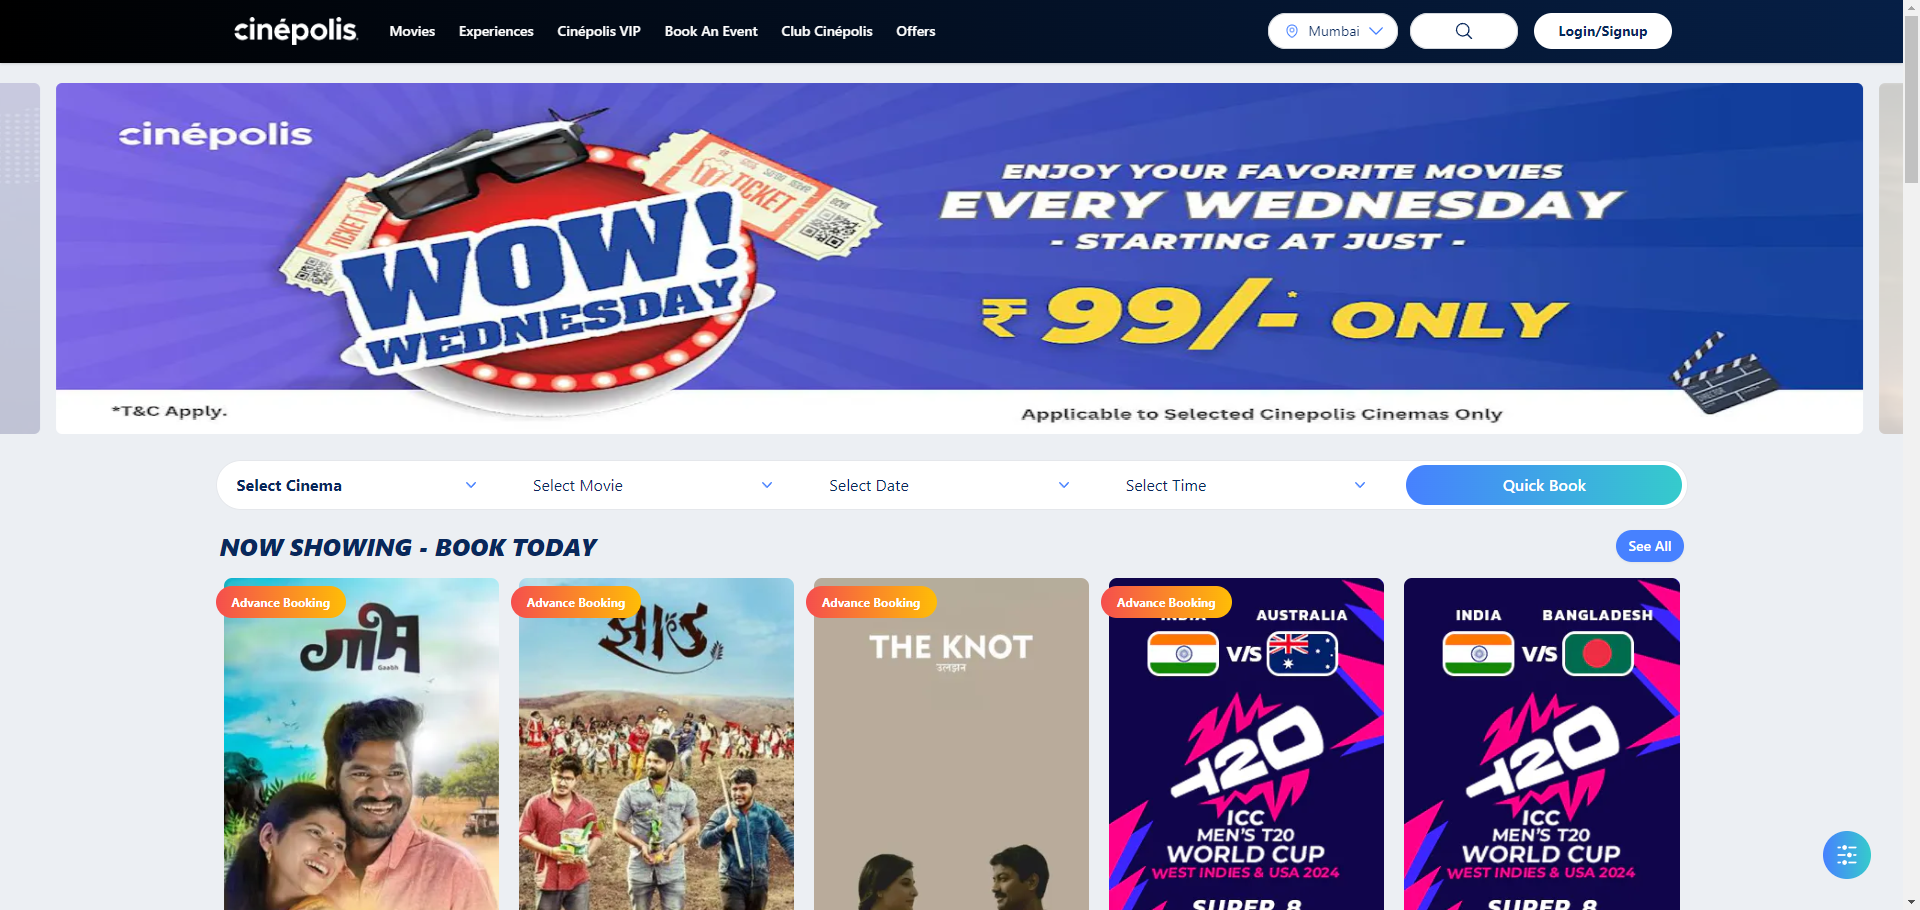 cinépolis
Movies
Experiences
Cinépolis VIP
Book An Event
Club Cinépolis
Offers
Mumbai
Login/Signup
cinépolis
TICKET
TICKET
WOW!
WEDNESDAY
ENJOY YOUR FAVORITE MOVIES
EVERY WEDNESDAY
- STARTING AT JUST -
₹ 99/-* ONLY
DIRECTOR
*T&C Apply.
Applicable to Selected Cinepolis Cinemas Only
Select Cinema
Select Movie
Select Date
Select Time
Quick Book
NOW SHOWING - BOOK TODAY
See All
Advance Booking
गाभ
Gaabh
Advance Booking
झाड
Advance Booking
THE KNOT
उलझन
Advance Booking
INDIA
AUSTRALIA
V/S
T20
ICC
MEN'S T20
WORLD CUP
WEST INDIES & USA 2024
SUPER 8
INDIA
BANGLADESH
V/S
T20
ICC
MEN'S T20
WORLD CUP
WEST INDIES & USA 2024
SUPER 8